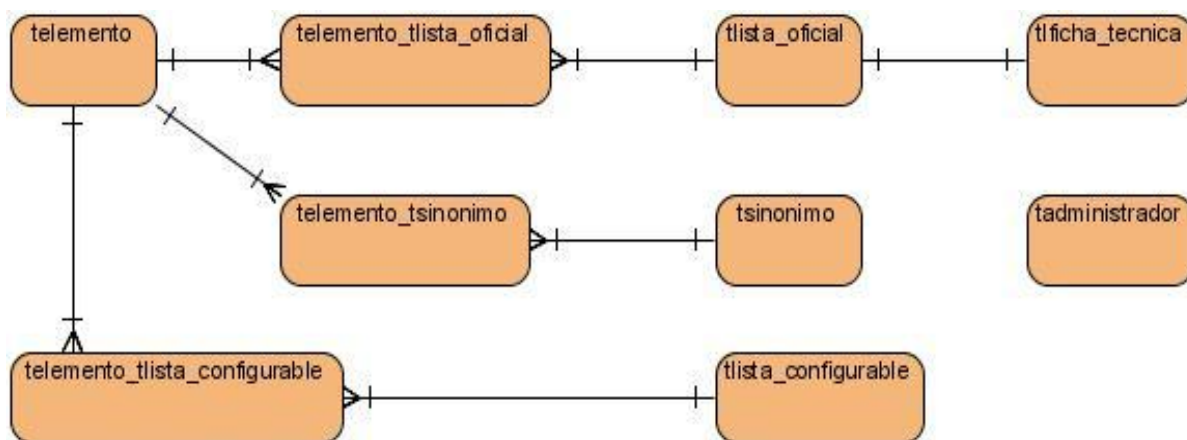 telemento
telemento_tlista_oficial
tlista_oficial
tlficha_tecnica
telemento_tsinonimo
tsinonimo
tadministrador
telemento_tlista_configurable
tlista_configurable